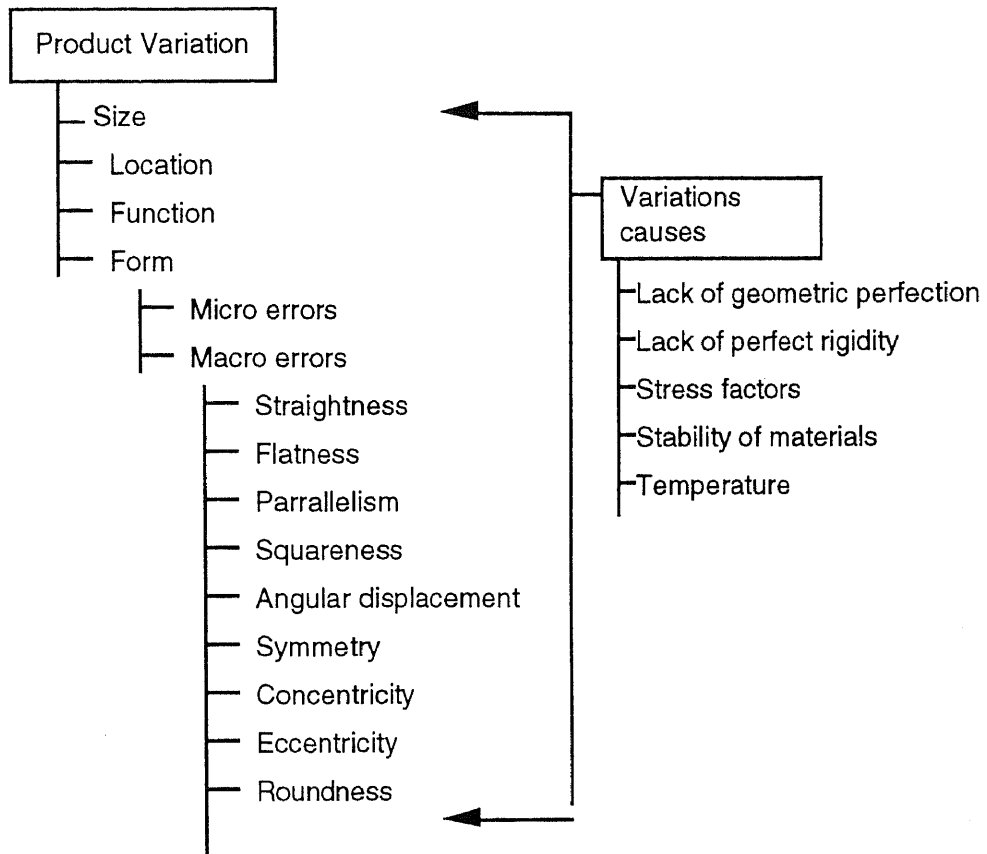 Product Variation
Size
Location
Function
Form
Micro errors
Macro errors
Straightness
Flatness
Parrallelism
Squareness
Angular displacement
Symmetry
Concentricity
Eccentricity
Roundness
Variations
causes
Lack of geometric perfection
Lack of perfect rigidity
Stress factors
Stability of materials
Temperature